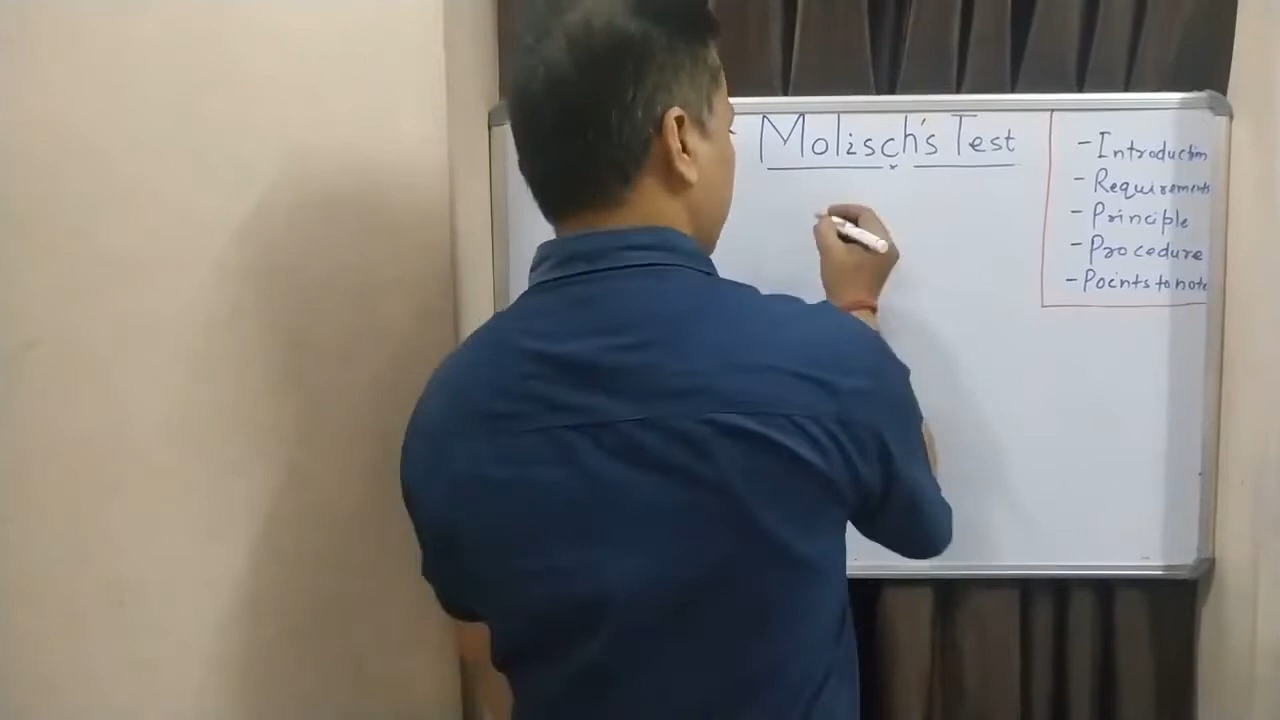 Molisch's Test
- Introduction
- Requirements
- Principle
- Procedure
- Points to note